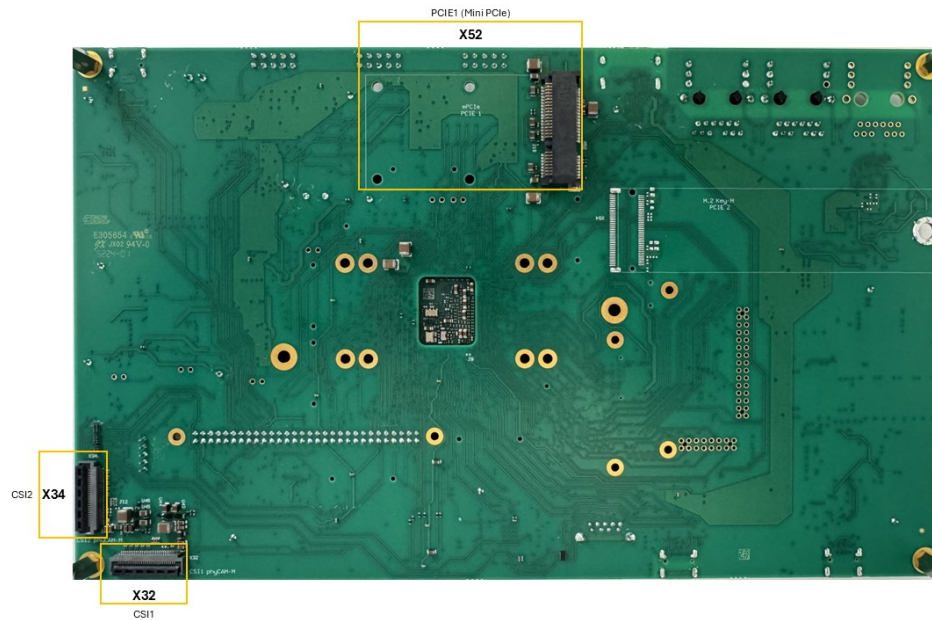 PCIE1 (Mini PCIe)
X52
mPCIe
PCIE 1
M.2 Key-M
PCIE 2
E305654
94V-0
J9
CSI2
X34
CSI1 phyCAM-M
X32
CSI1